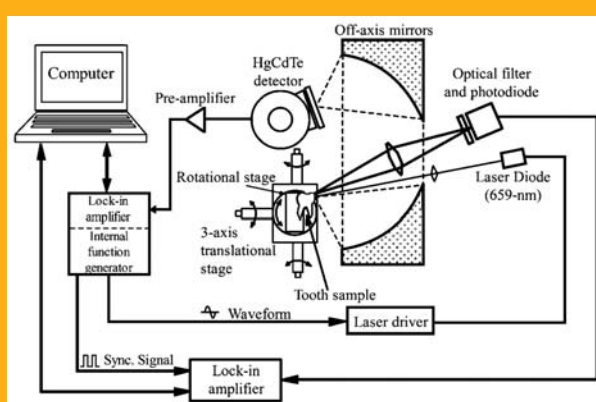 Off-axis mirrors
Computer
HgCdTe
detector
Optical filter
and photodiode
Pre-amplifier
Laser Diode
(659-nm)
Rotational stage
Lock-in
amplifier
Internal
function
generator
3-axis
translational
stage
Tooth sample
Waveform
Laser driver
Sync. Signal
Lock-in
amplifier